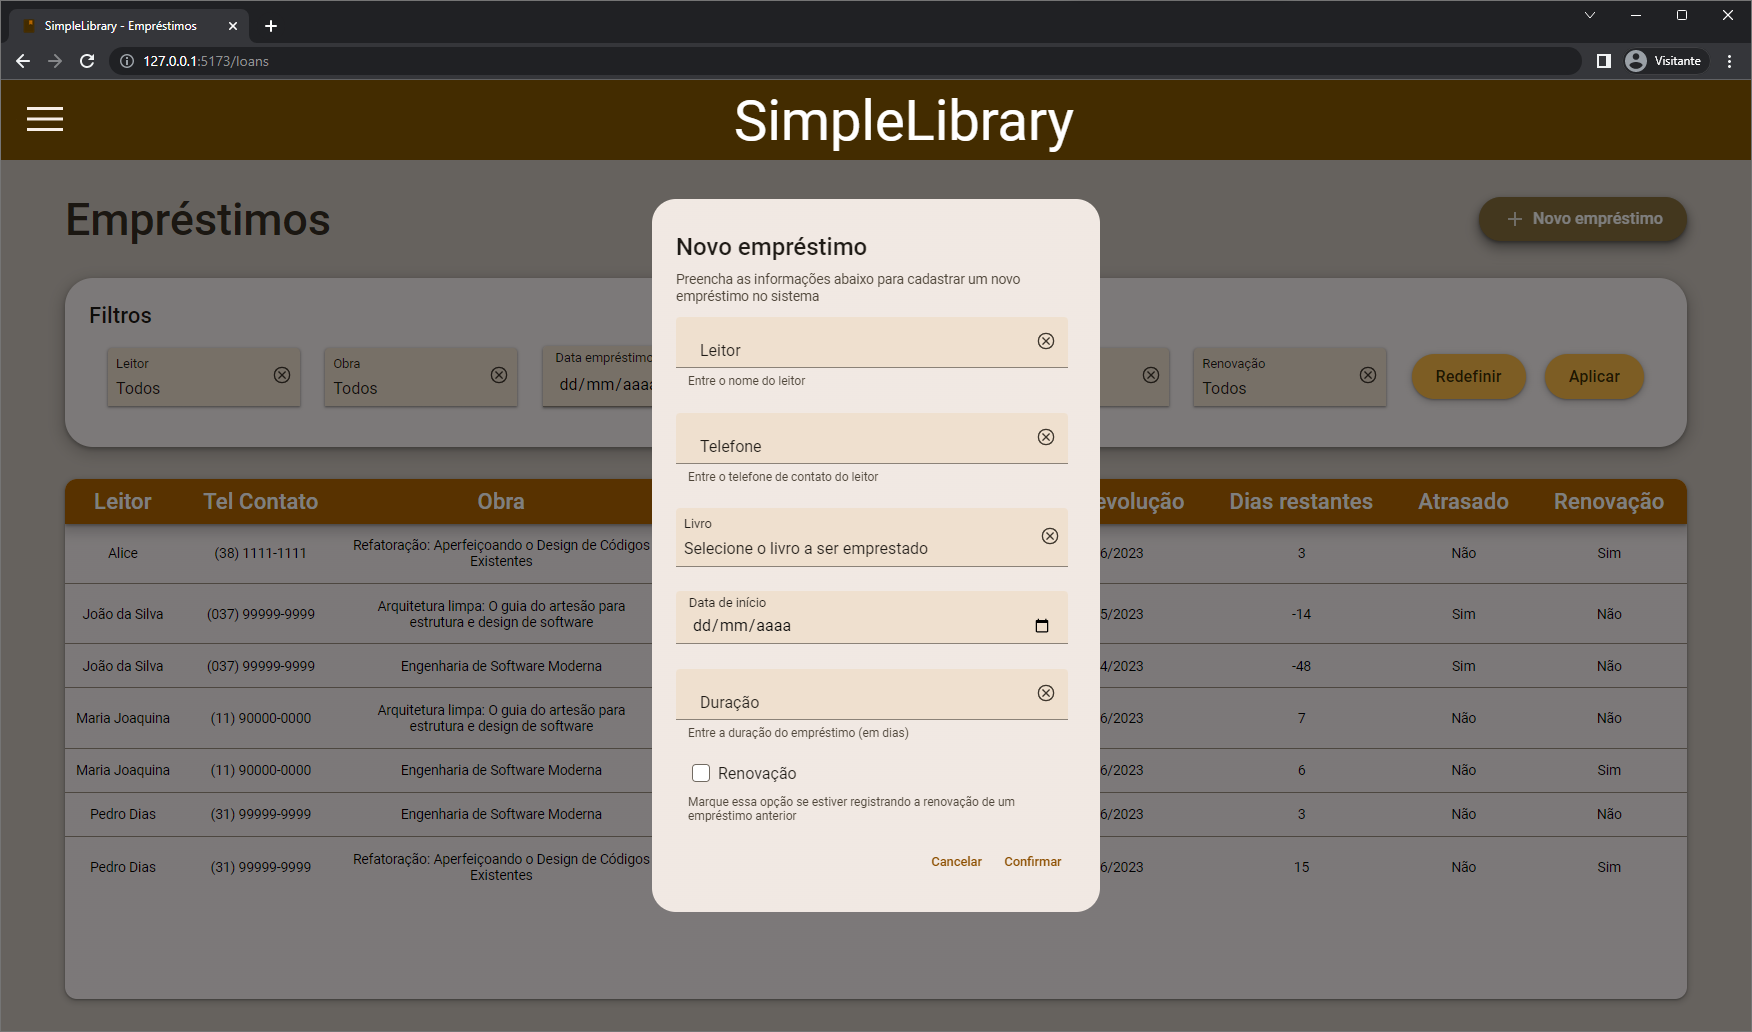 SimpleLibrary - Empréstimos
127.0.0.1:5173/loans
Visitante
SimpleLibrary
Empréstimos
Novo empréstimo
Filtros
Leitor
Todos
Obra
Todos
Data empréstimo
dd/mm/aaaa
Renovação
Todos
Redefinir
Aplicar
Leitor Tel Contato Obra evolução Dias restantes Atrasado Renovação
Alice (38) 1111-1111 Refatoração: Aperfeiçoando o Design de Códigos
Existentes 6/2023 3 Não Sim
João da Silva (037) 99999-9999 Arquitetura limpa: O guia do artesão para
estrutura e design de software 5/2023 -14 Sim Não
João da Silva (037) 99999-9999 Engenharia de Software Moderna 4/2023 -48 Sim Não
Maria Joaquina (11) 90000-0000 Arquitetura limpa: O guia do artesão para
estrutura e design de software 6/2023 7 Não Não
Maria Joaquina (11) 90000-0000 Engenharia de Software Moderna 6/2023 6 Não Sim
Pedro Dias (31) 99999-9999 Engenharia de Software Moderna 6/2023 3 Não Não
Pedro Dias (31) 99999-9999 Refatoração: Aperfeiçoando o Design de Códigos
Existentes 6/2023 15 Não Sim
Novo empréstimo
Preencha as informações abaixo para cadastrar um novo
empréstimo no sistema
Leitor
Entre o nome do leitor
Telefone
Entre o telefone de contato do leitor
Livro
Selecione o livro a ser emprestado
Data de início
dd/mm/aaaa
Duração
Entre a duração do empréstimo (em dias)
Renovação
Marque essa opção se estiver registrando a renovação de um
empréstimo anterior
Cancelar Confirmar